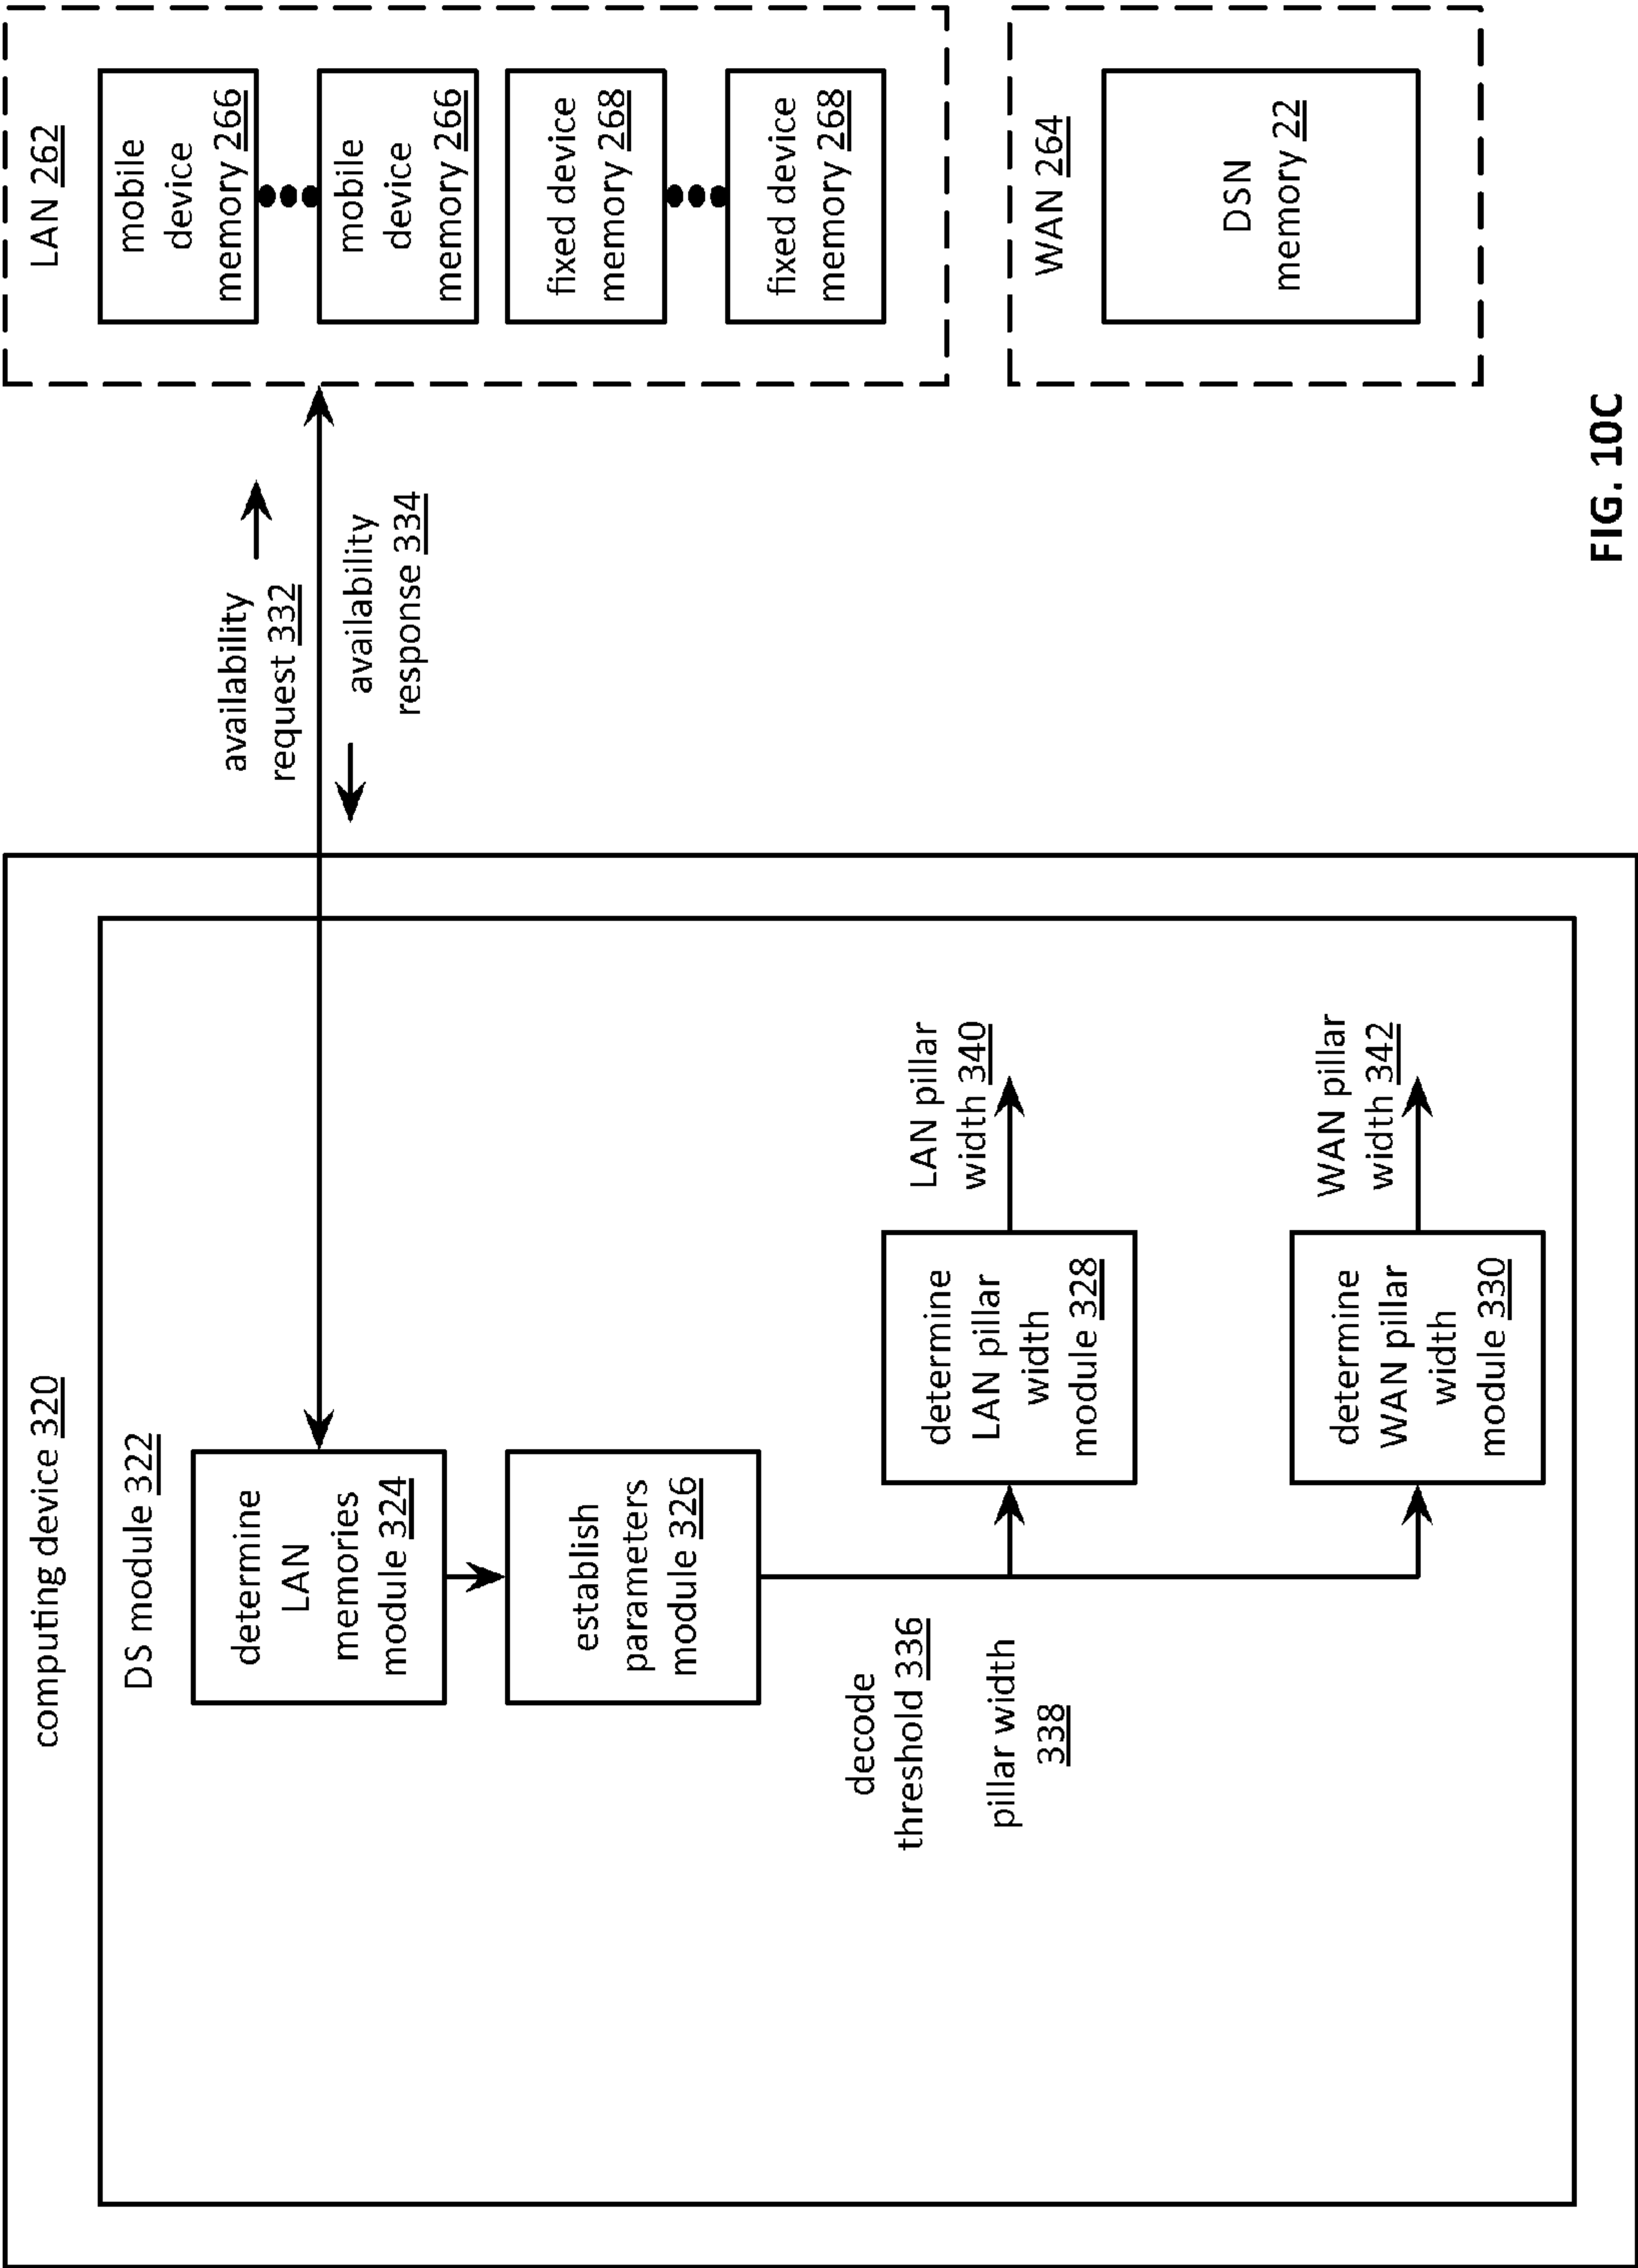 computing device 320
DS module 322
determine
LAN
memories
module 324
establish
parameters
module 326
decode
threshold 336
pillar width
338
determine
LAN pillar
width
module 328
LAN pillar
width 340
determine
WAN pillar
width
module 330
WAN pillar
width 342
availability
request 332
availability
response 334
LAN 262
mobile
device
memory 266
mobile
device
memory 266
fixed device
memory 268
fixed device
memory 268
WAN 264
DSN
memory 22
FIG. 10C